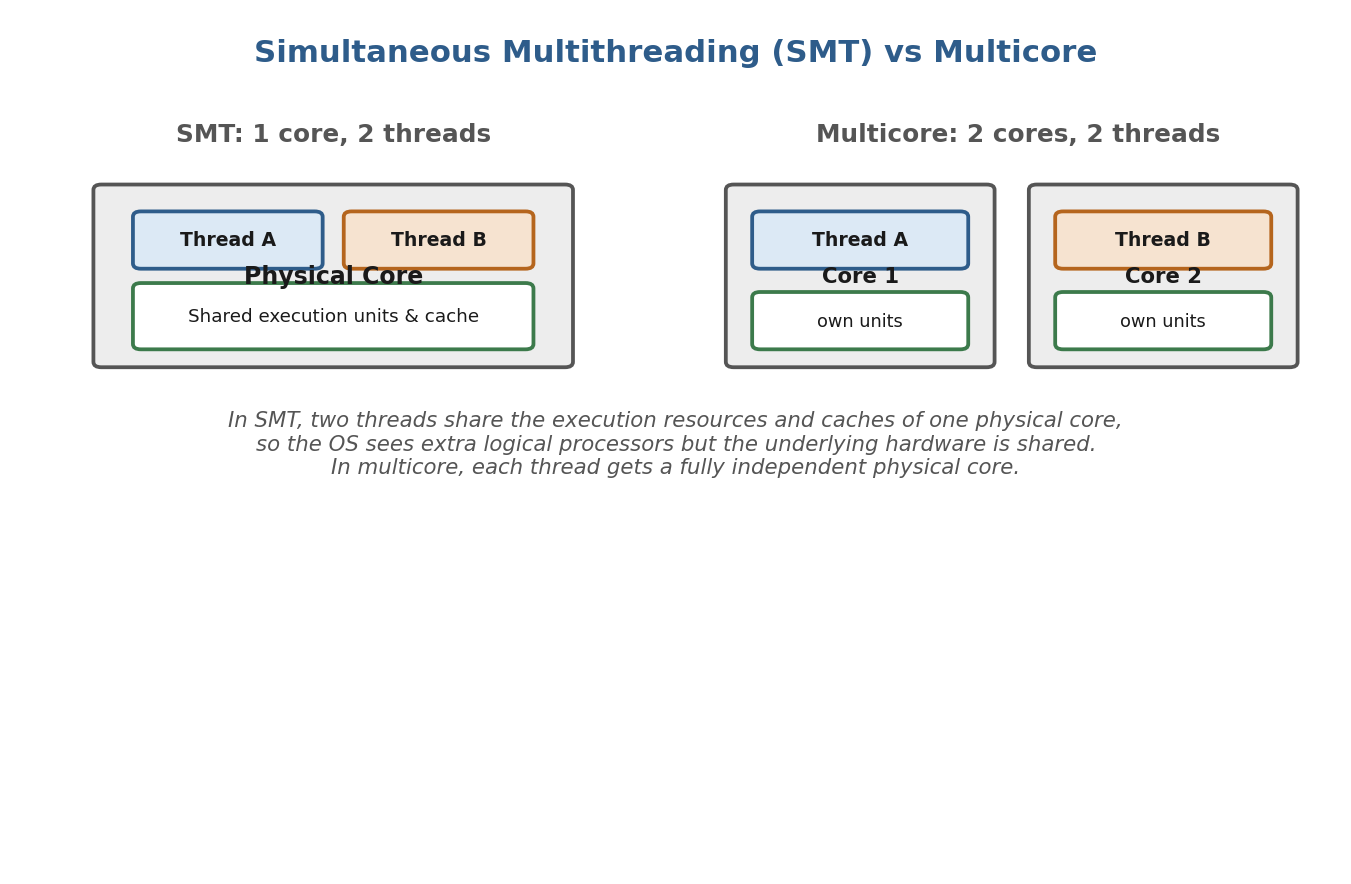 Simultaneous Multithreading (SMT) vs Multicore
SMT: 1 core, 2 threads
Thread A
Thread B
Physical Core
Shared execution units & cache
Multicore: 2 cores, 2 threads
Thread A
Core 1
own units
Thread B
Core 2
own units
In SMT, two threads share the execution resources and caches of one physical core,
so the OS sees extra logical processors but the underlying hardware is shared.
In multicore, each thread gets a fully independent physical core.